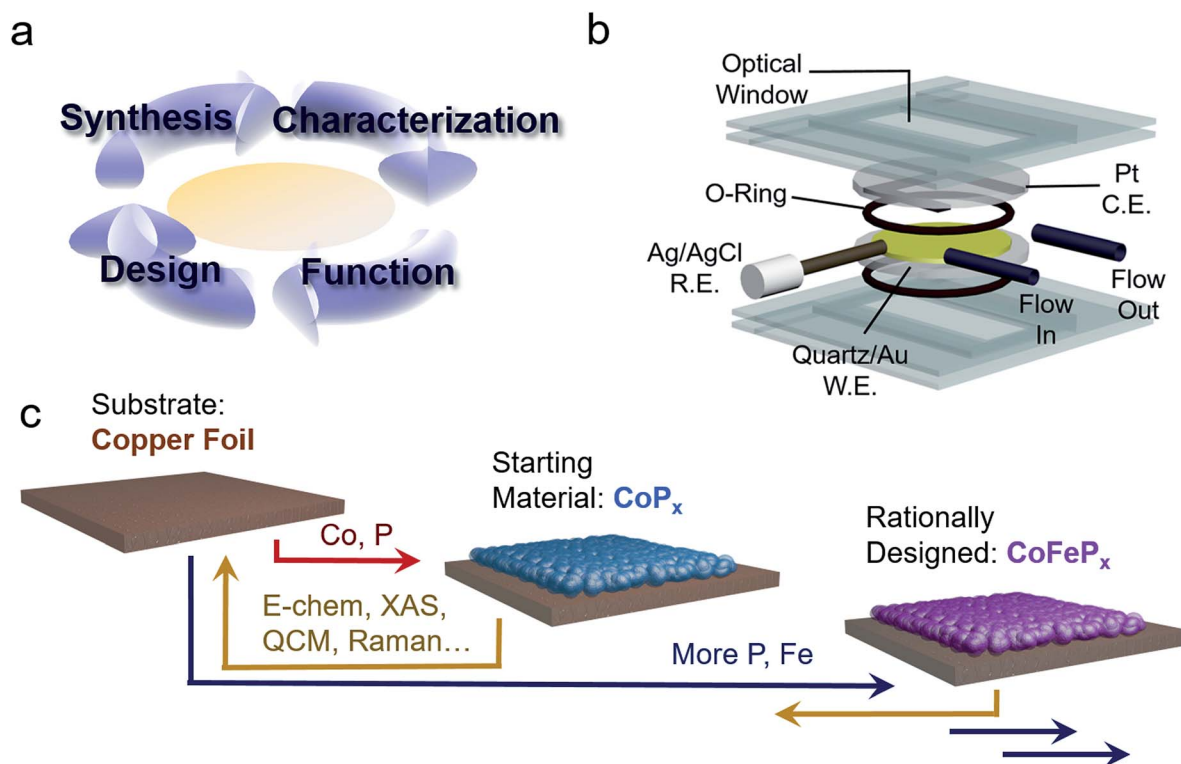 a
Synthesis
Characterization
Design
Function
b
Optical
Window
O-Ring
Pt
C.E.
Ag/AgCl
R.E.
Flow
Out
Flow
In
Quartz/Au
W.E.
c
Substrate:
Copper Foil
Starting
Material: CoPₓ
Rationally
Designed: CoFePₓ
Co, P
E-chem, XAS,
QCM, Raman…
More P, Fe